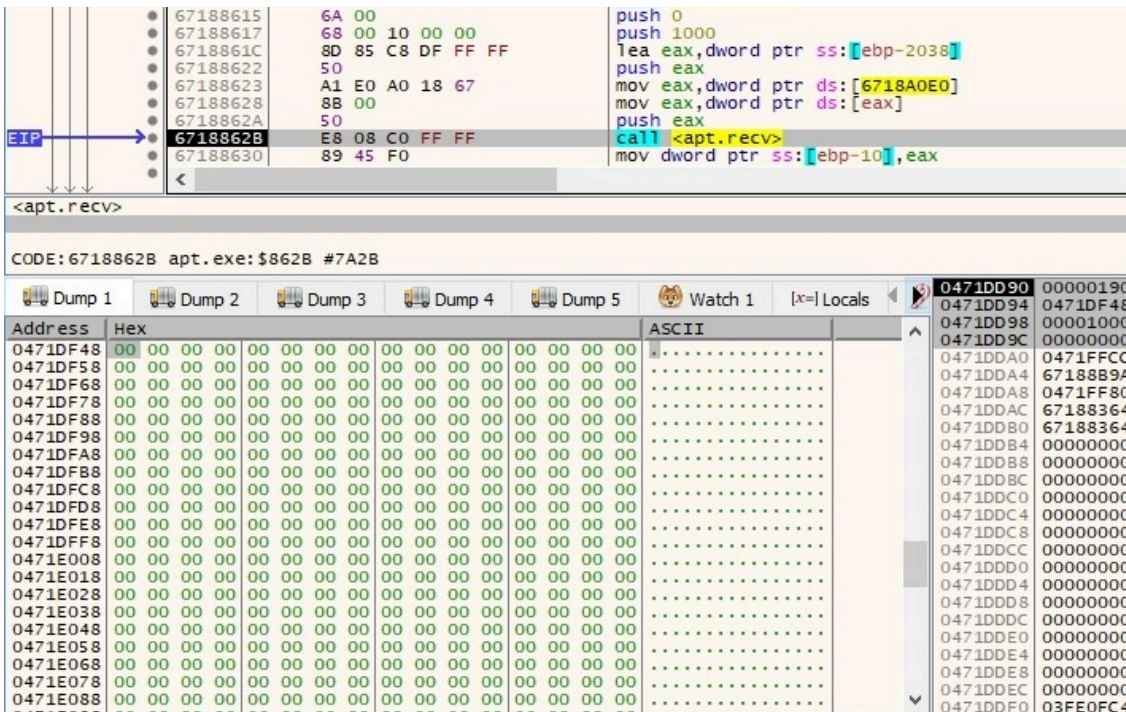 67188615 6A 00 push 0
67188617 68 00 10 00 00 push 1000
6718861C 8D 85 C8 DF FF FF lea eax,dword ptr ss:[ebp-2038]
67188622 50 push eax
67188623 A1 E0 A0 18 67 mov eax,dword ptr ds:[6718A0E0]
67188628 8B 00 mov eax,dword ptr ds:[eax]
6718862A 50 push eax
EIP 6718862B E8 08 C0 FF FF call <apt.recv>
67188630 89 45 F0 mov dword ptr ss:[ebp-10],eax
<apt.recv>
CODE:6718862B apt.exe:$862B #7A2B
Dump 1 Dump 2 Dump 3 Dump 4 Dump 5 Watch 1 [x=] Locals
Address Hex ASCII
0471DF48 00 00 00 00 00 00 00 00 00 00 00 00 00 00 00 00 ................
0471DF58 00 00 00 00 00 00 00 00 00 00 00 00 00 00 00 00 ................
0471DF68 00 00 00 00 00 00 00 00 00 00 00 00 00 00 00 00 ................
0471DF78 00 00 00 00 00 00 00 00 00 00 00 00 00 00 00 00 ................
0471DF88 00 00 00 00 00 00 00 00 00 00 00 00 00 00 00 00 ................
0471DF98 00 00 00 00 00 00 00 00 00 00 00 00 00 00 00 00 ................
0471DFA8 00 00 00 00 00 00 00 00 00 00 00 00 00 00 00 00 ................
0471DFB8 00 00 00 00 00 00 00 00 00 00 00 00 00 00 00 00 ................
0471DFC8 00 00 00 00 00 00 00 00 00 00 00 00 00 00 00 00 ................
0471DFD8 00 00 00 00 00 00 00 00 00 00 00 00 00 00 00 00 ................
0471DFE8 00 00 00 00 00 00 00 00 00 00 00 00 00 00 00 00 ................
0471DFF8 00 00 00 00 00 00 00 00 00 00 00 00 00 00 00 00 ................
0471E008 00 00 00 00 00 00 00 00 00 00 00 00 00 00 00 00 ................
0471E018 00 00 00 00 00 00 00 00 00 00 00 00 00 00 00 00 ................
0471E028 00 00 00 00 00 00 00 00 00 00 00 00 00 00 00 00 ................
0471E038 00 00 00 00 00 00 00 00 00 00 00 00 00 00 00 00 ................
0471E048 00 00 00 00 00 00 00 00 00 00 00 00 00 00 00 00 ................
0471E058 00 00 00 00 00 00 00 00 00 00 00 00 00 00 00 00 ................
0471E068 00 00 00 00 00 00 00 00 00 00 00 00 00 00 00 00 ................
0471E078 00 00 00 00 00 00 00 00 00 00 00 00 00 00 00 00 ................
0471E088 00 00 00 00 00 00 00 00 00 00 00 00 00 00 00 00 ................
0471DD90 00000190
0471DD94 0471DF48
0471DD98 00001000
0471DD9C 00000000
0471DDA0 0471FFCC
0471DDA4 67188B9A
0471DDA8 0471FF80
0471DDAC 67188364
0471DDB0 67188364
0471DDB4 00000000
0471DDB8 00000000
0471DDBC 00000000
0471DDC0 00000000
0471DDC4 00000000
0471DDC8 00000000
0471DDCC 00000000
0471DDD0 00000000
0471DDD4 00000000
0471DDD8 00000000
0471DDDC 00000000
0471DDE0 00000000
0471DDE4 00000000
0471DDE8 00000000
0471DDEC 00000000
0471DDF0 03FE0FC4